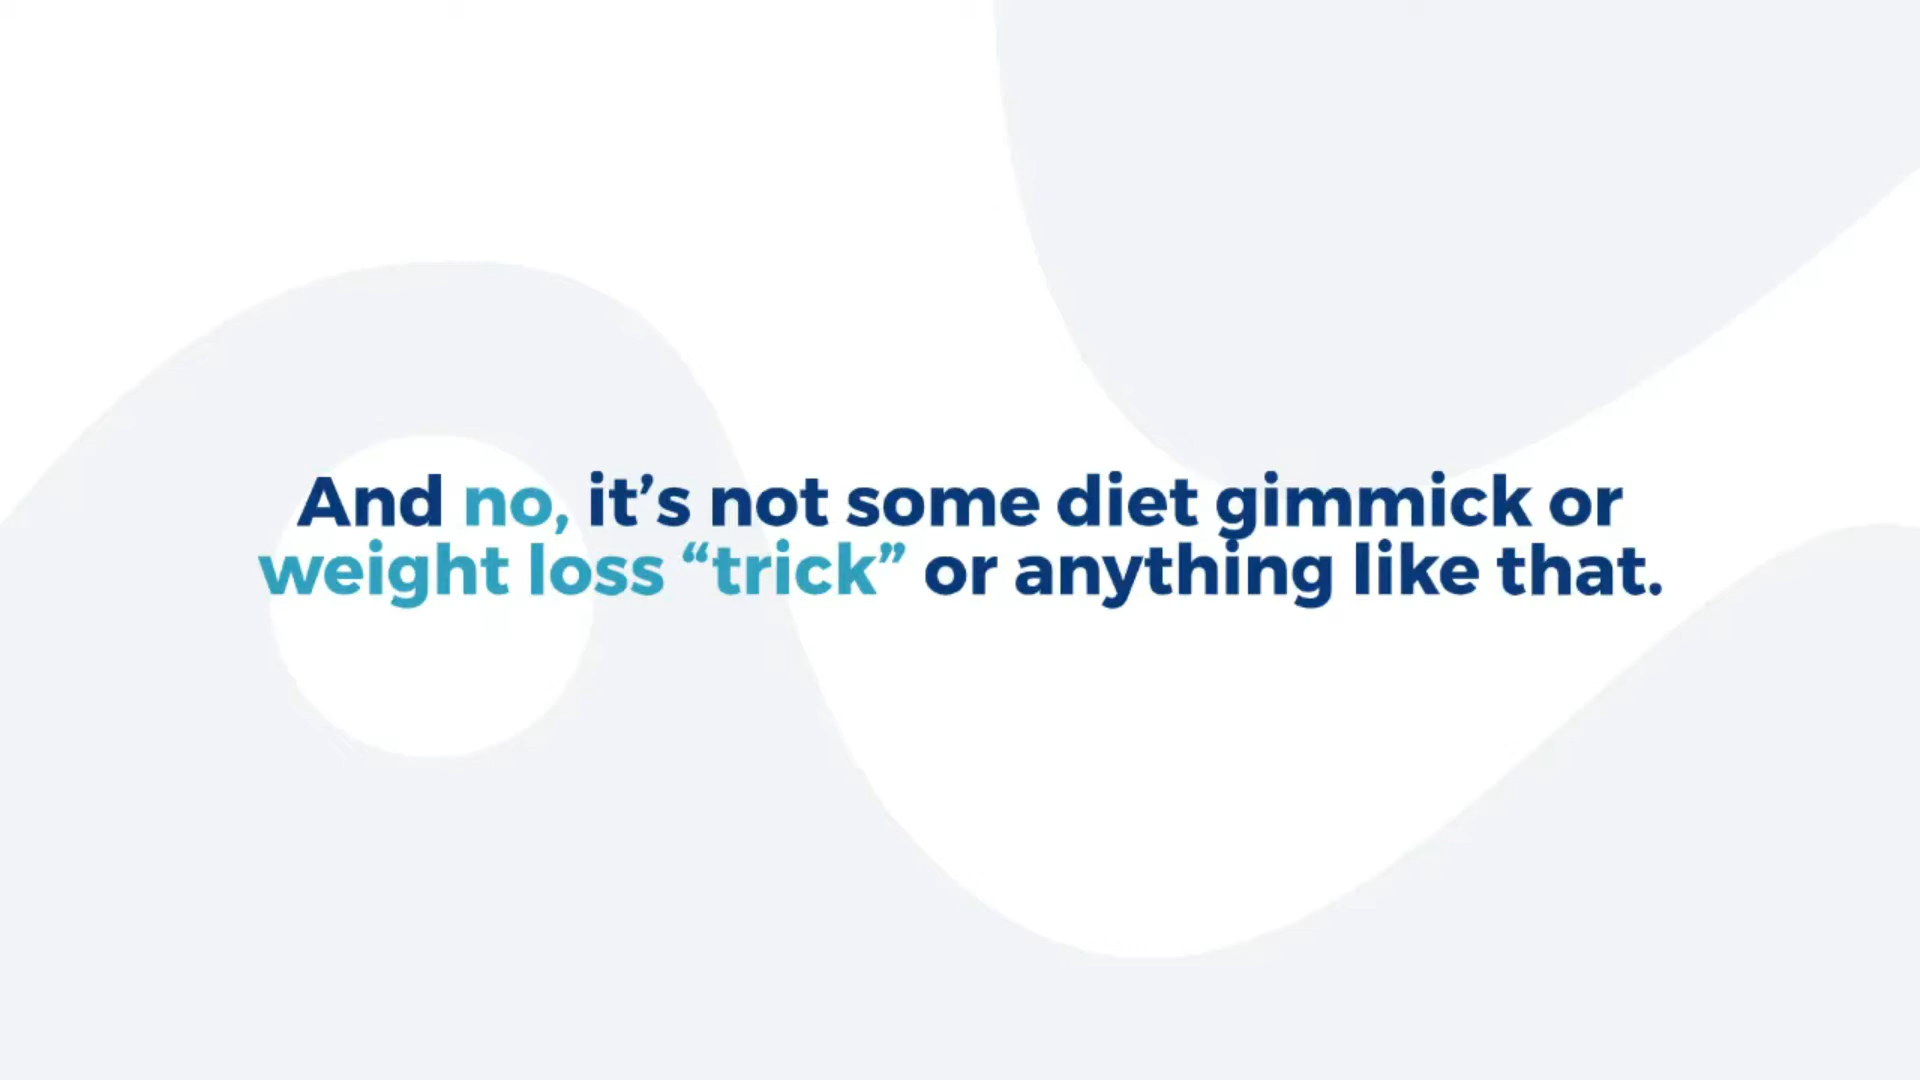 And no, it’s not some diet gimmick or
weight loss “trick” or anything like that.